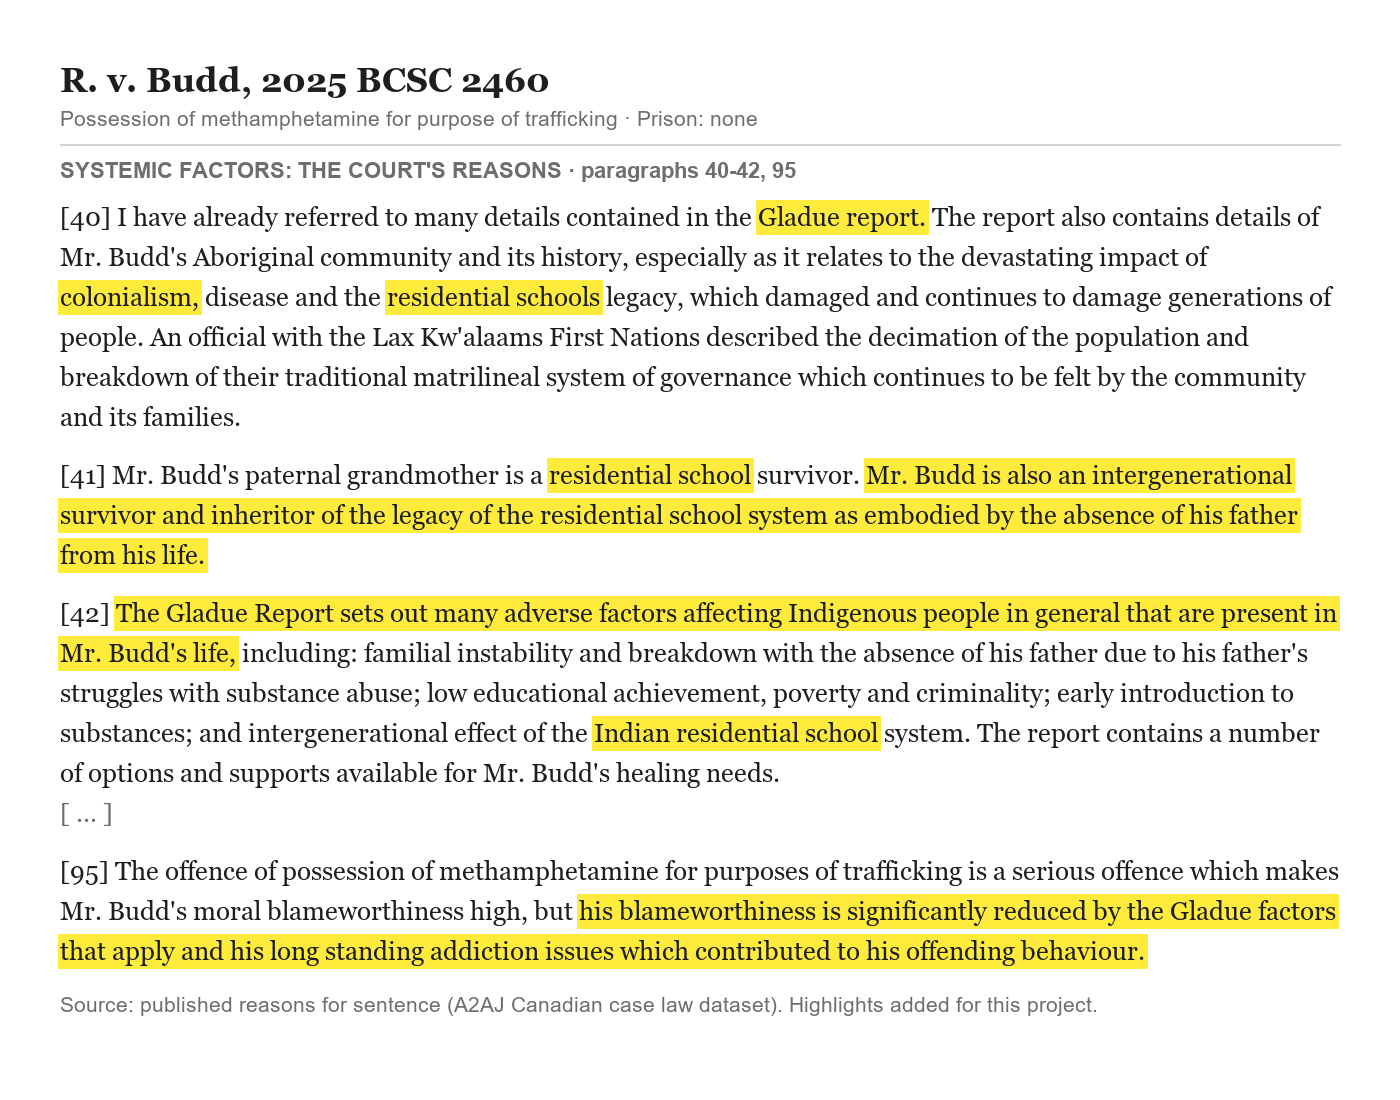 R. v. Budd, 2025 BCSC 2460
Possession of methamphetamine for purpose of trafficking · Prison: none
SYSTEMIC FACTORS: THE COURT'S REASONS · paragraphs 40-42, 95
[40] I have already referred to many details contained in the Gladue report. The report also contains details of
Mr. Budd's Aboriginal community and its history, especially as it relates to the devastating impact of
colonialism, disease and the residential schools legacy, which damaged and continues to damage generations of
people. An official with the Lax Kw'alaams First Nations described the decimation of the population and
breakdown of their traditional matrilineal system of governance which continues to be felt by the community
and its families.
[41] Mr. Budd's paternal grandmother is a residential school survivor. Mr. Budd is also an intergenerational
survivor and inheritor of the legacy of the residential school system as embodied by the absence of his father
from his life.
[42] The Gladue Report sets out many adverse factors affecting Indigenous people in general that are present in
Mr. Budd's life, including: familial instability and breakdown with the absence of his father due to his father's
struggles with substance abuse; low educational achievement, poverty and criminality; early introduction to
substances; and intergenerational effect of the Indian residential school system. The report contains a number
of options and supports available for Mr. Budd's healing needs.
[ ... ]
[95] The offence of possession of methamphetamine for purposes of trafficking is a serious offence which makes
Mr. Budd's moral blameworthiness high, but his blameworthiness is significantly reduced by the Gladue factors
that apply and his long standing addiction issues which contributed to his offending behaviour.
Source: published reasons for sentence (A2AJ Canadian case law dataset). Highlights added for this project.